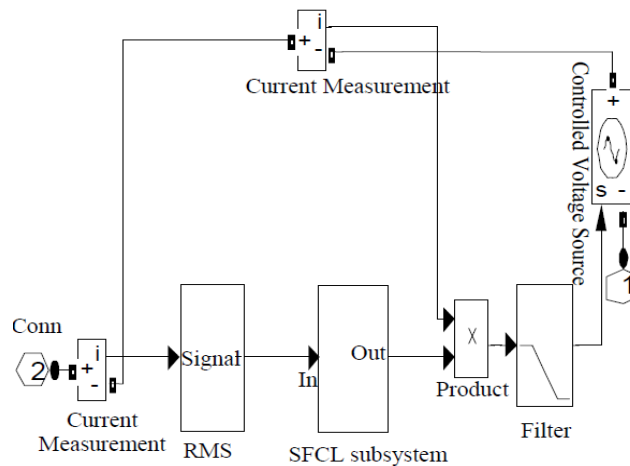 i
+
-
Current Measurement
+
Controlled Voltage Source
s -
1
Conn
2
+ i
-
Current
Measurement
Signal
RMS
In
Out
SFCL subsystem
X
Product
Filter